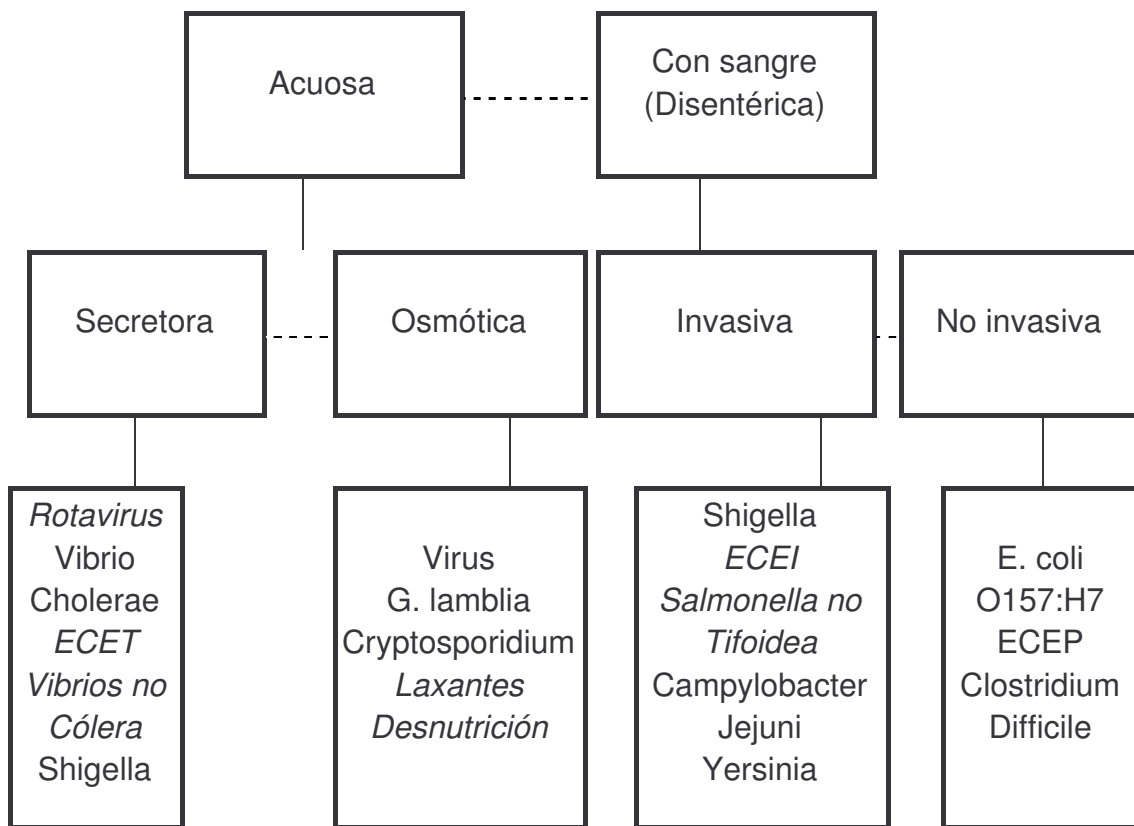 Acuosa
Con sangre
(Disentérica)
Secretora
Osmótica
Invasiva
No invasiva
Rotavirus
Vibrio
Cholerae
ECET
Vibrios no
Cólera
Shigella
Virus
G. lamblia
Cryptosporidium
Laxantes
Desnutrición
Shigella
ECEI
Salmonella no
Tifoidea
Campylobacter
Jejuni
Yersinia
E. coli
O157:H7
ECEP
Clostridium
Difficile